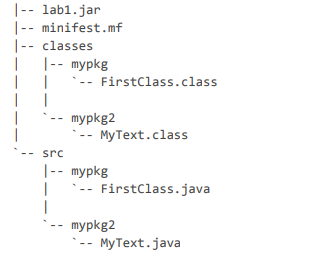 |-- lab1.jar
|-- minifest.mf
|-- classes
|   |-- mypkg
|   |   `-- FirstClass.class
|   |
|   `-- mypkg2
|       `-- MyText.class
`-- src
    |-- mypkg
    |   `-- FirstClass.java
    |
    `-- mypkg2
        `-- MyText.java